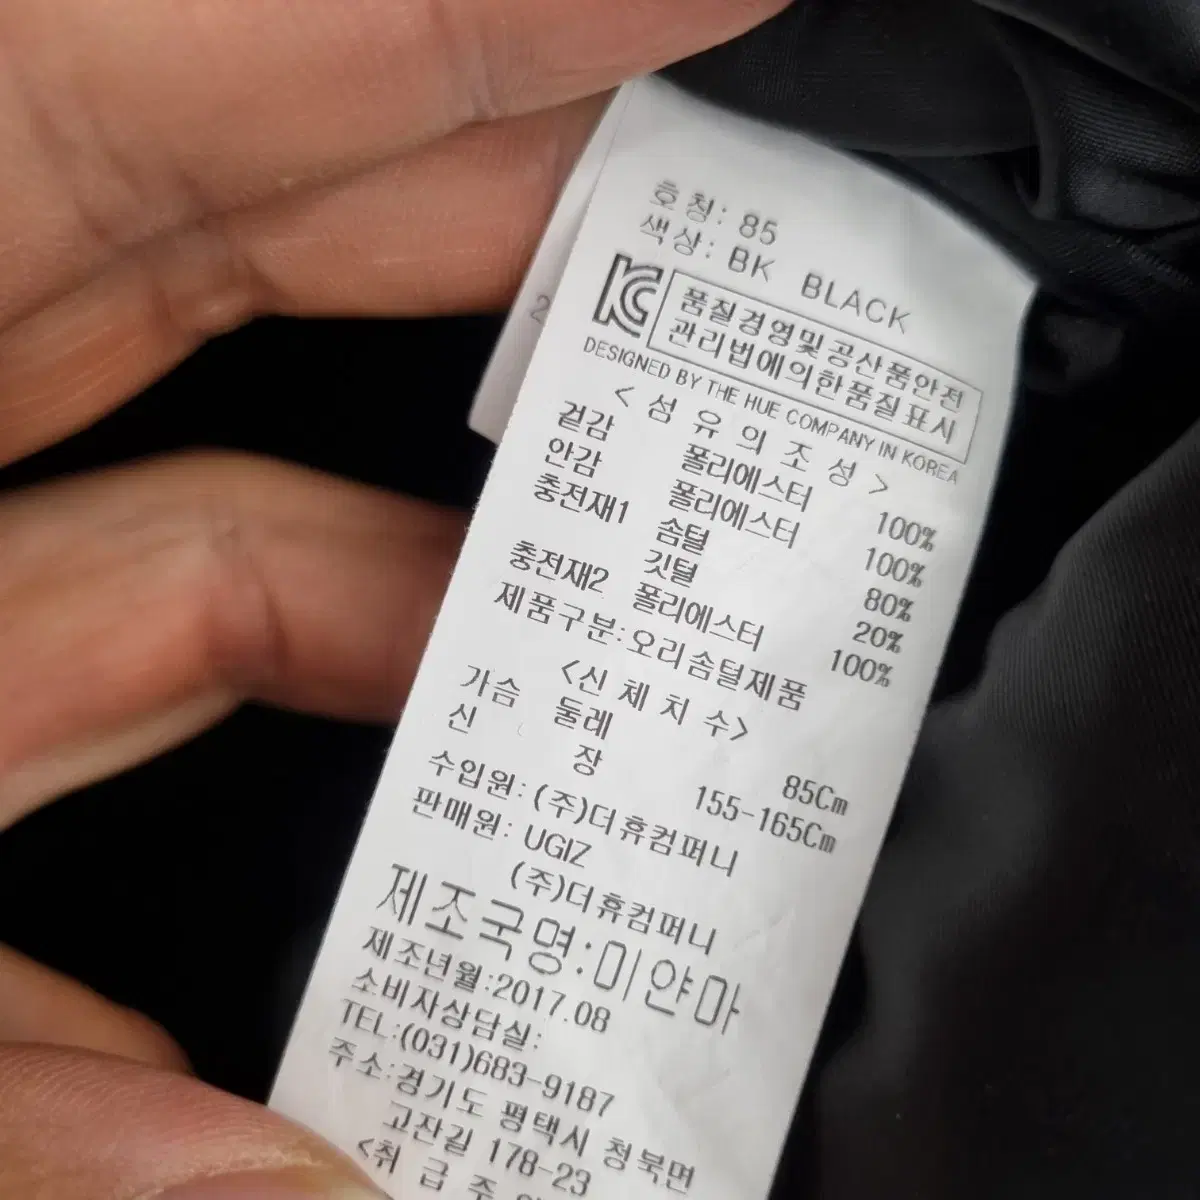 호칭: 85
색상: BK BLACK
품질경영및공산품안전
관리법에의한품질표시
DESIGNED BY THE HUE COMPANY IN KOREA
<섬유의조성>
겉감 폴리에스터 100%
안감 폴리에스터 100%
충전재1 솜털 80%
깃털 20%
충전재2 폴리에스터 100%
제품구분:오리솜털제품
<신체치수>
가슴둘레 85Cm
신장 155-165Cm
수입원:(주)더휴컴퍼니
판매원: UGIZ
(주)더휴컴퍼니
제조국명:미얀마
제조년월:2017.08
소비자상담실:
TEL:(031)683-9187
주소:경기도 평택시 청북면
고잔길 178-23
<취급주
2